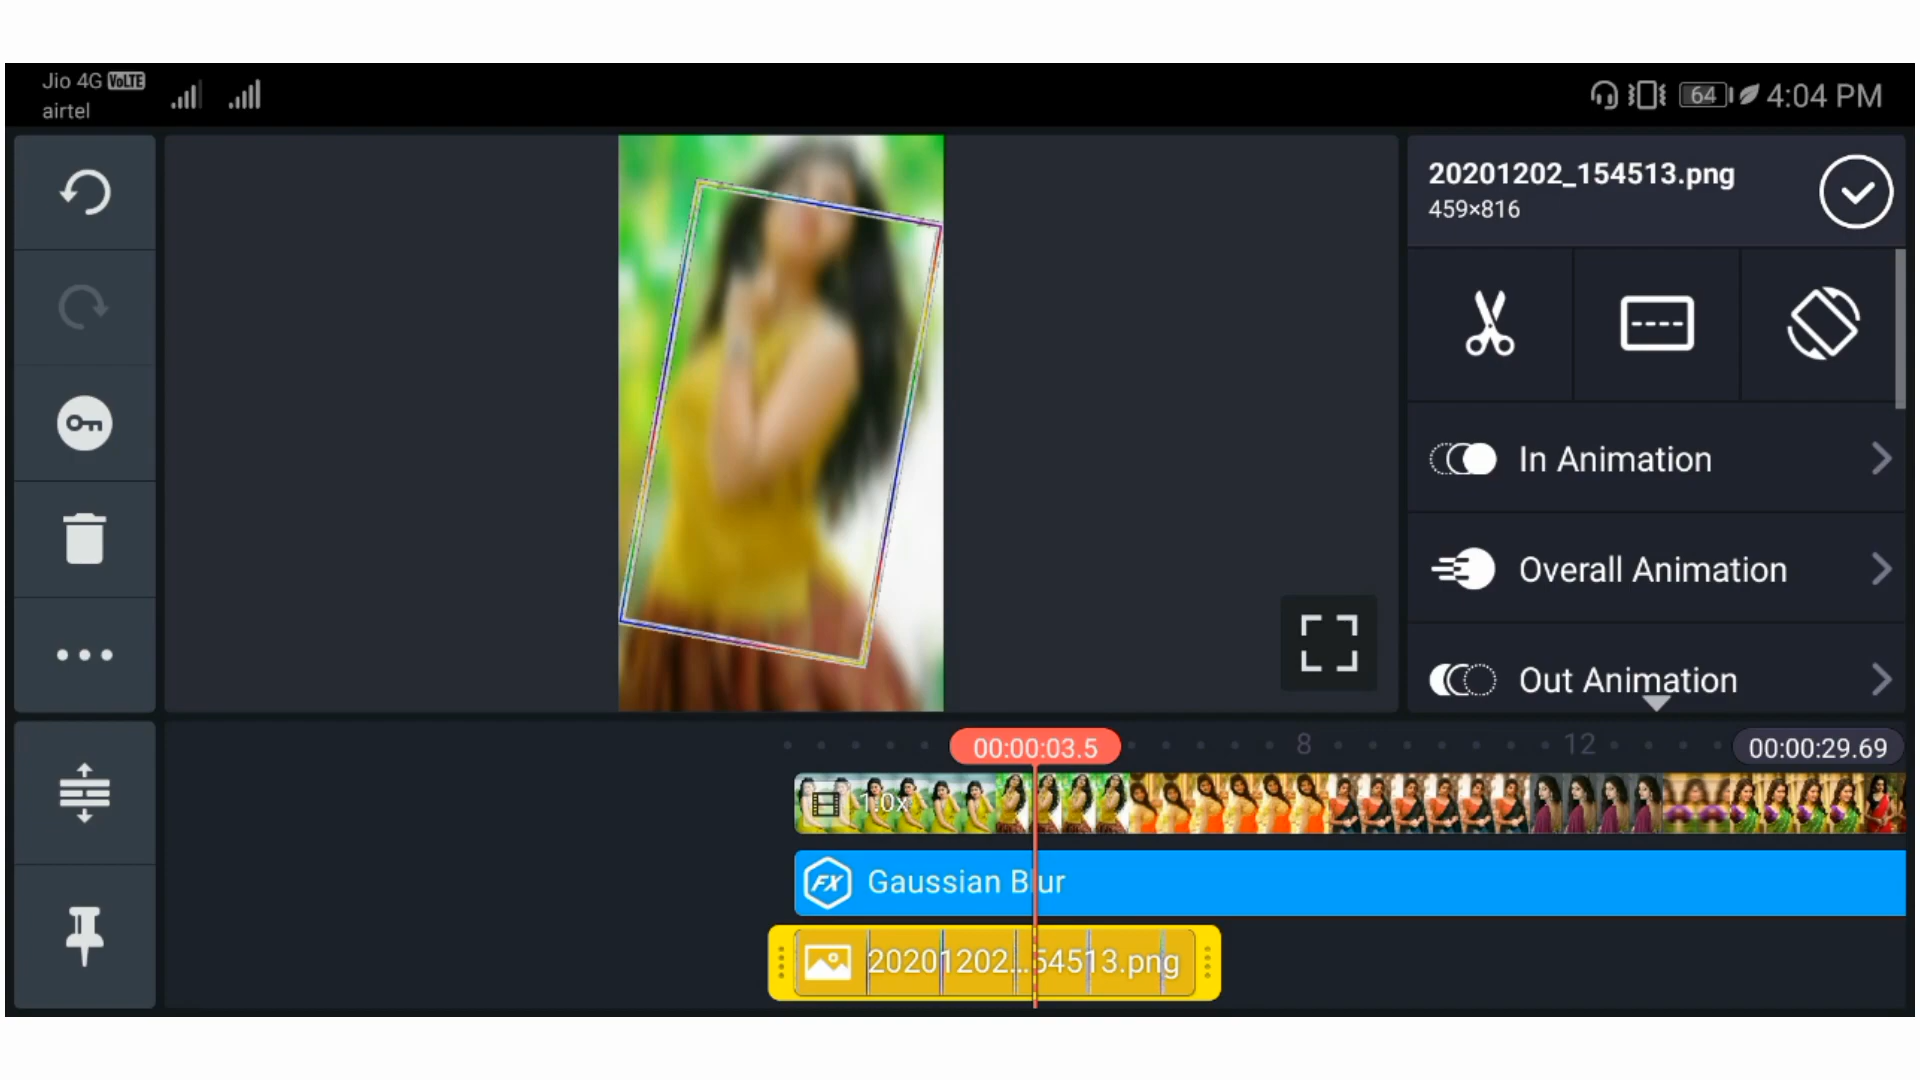 Jio 4G VoLTE
airtel
64 4:04 PM
20201202_154513.png
459×816
In Animation
Overall Animation
Out Animation
00:00:03.5
8
12
00:00:29.69
1.0x
FX Gaussian Blur
20201202...54513.png